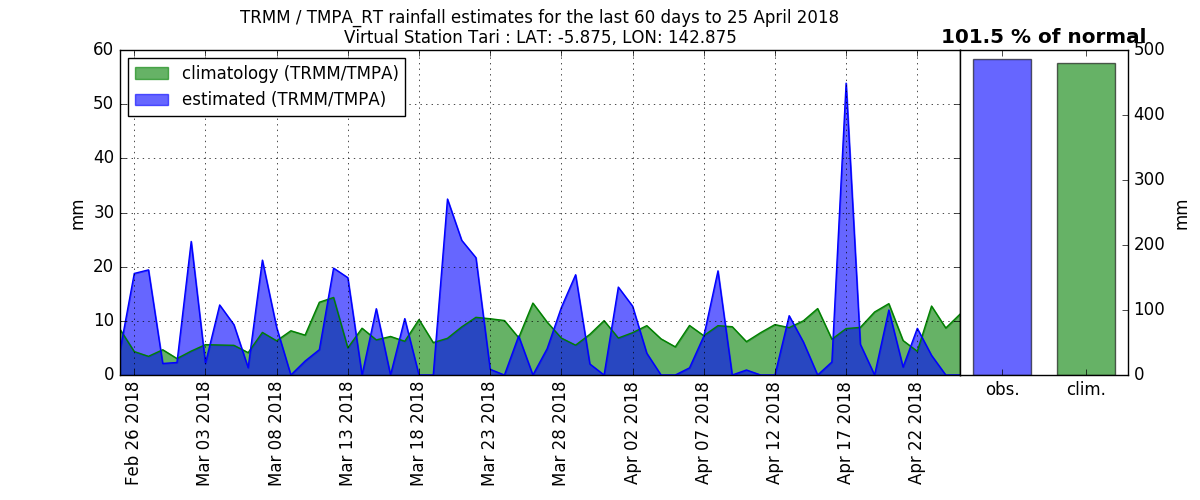 TRMM / TMPA_RT rainfall estimates for the last 60 days to 25 April 2018
Virtual Station Tari : LAT: -5.875, LON: 142.875
101.5 % of normal
climatology (TRMM/TMPA)
estimated (TRMM/TMPA)
mm
60
50
40
30
20
10
0
Feb 26 2018
Mar 03 2018
Mar 08 2018
Mar 13 2018
Mar 18 2018
Mar 23 2018
Mar 28 2018
Apr 02 2018
Apr 07 2018
Apr 12 2018
Apr 17 2018
Apr 22 2018
500
400
300
200
100
0
mm
obs.
clim.